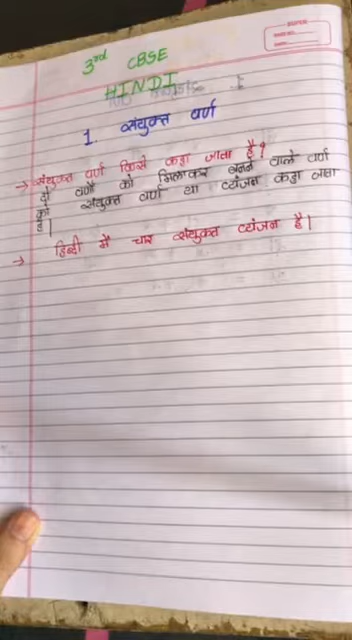 3rd CBSE
HINDI
1. संयुक्त वर्ण
→ संयुक्त वर्ण किसे कहा जाता है?
दो वर्णों को मिलाकर बनने वाले वर्ण
को संयुक्त वर्ण या व्यंजन कहा जाता
है।
→ हिन्दी में चार संयुक्त व्यंजन है।